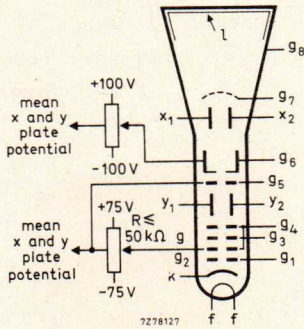 l
g8
g7
+100 V
mean
x and y
plate
potential
-100 V
x1 x2
g6
g5
+75 V
mean
x and y
plate
potential
R≤
50 kΩ
-75 V
y1 y2
g4
g g3
g2 g1
k
f f
7Z78127